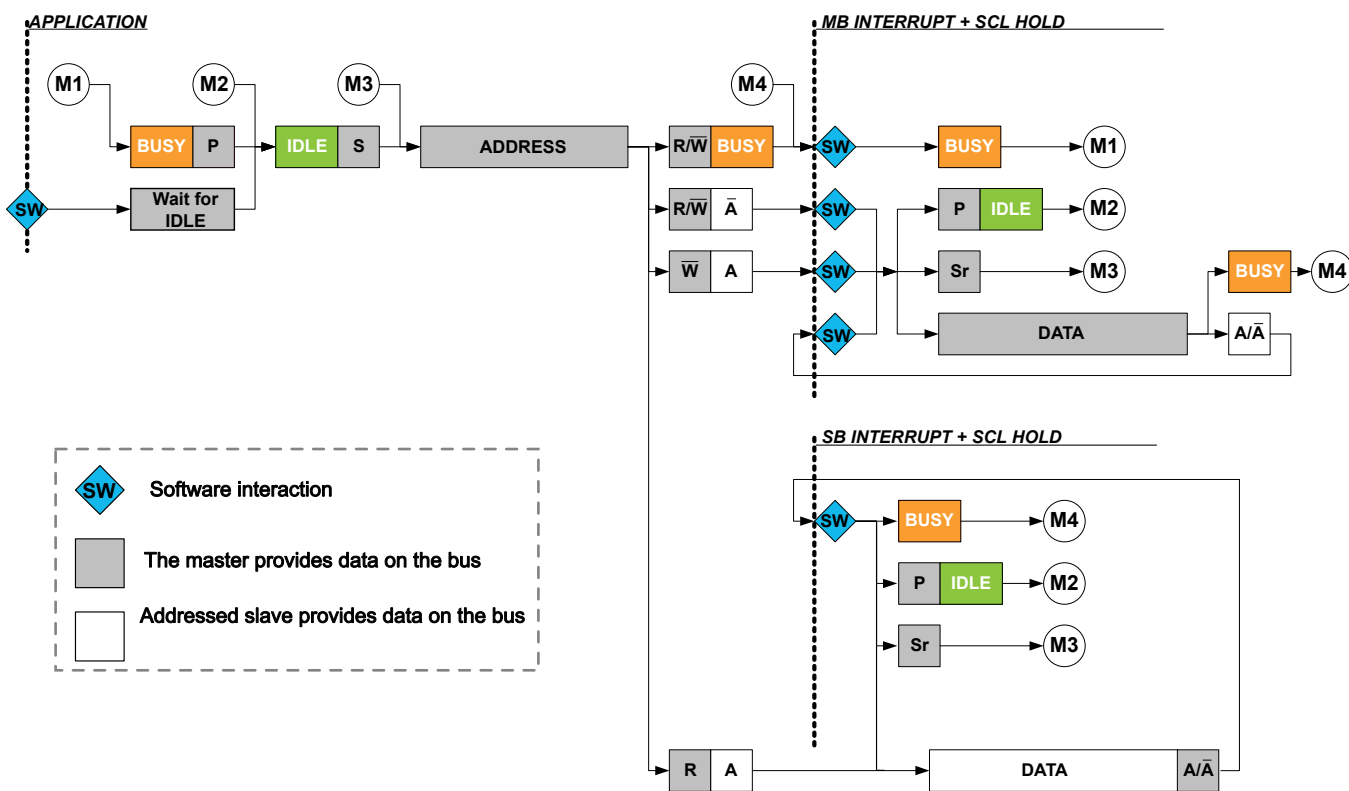 APPLICATION
MB INTERRUPT + SCL HOLD
M1
M2
M3
M4
BUSY P
IDLE S
ADDRESS
R/W̅ BUSY
SW
BUSY
M1
SW
Wait for
IDLE
R/W̅ A̅
SW
P IDLE
M2
W̅ A
SW
Sr
M3
BUSY
M4
SW
DATA
A/A̅
SB INTERRUPT + SCL HOLD
SW
Software interaction
The master provides data on the bus
Addressed slave provides data on the bus
SW
BUSY
M4
P IDLE
M2
Sr
M3
R A
DATA A/A̅